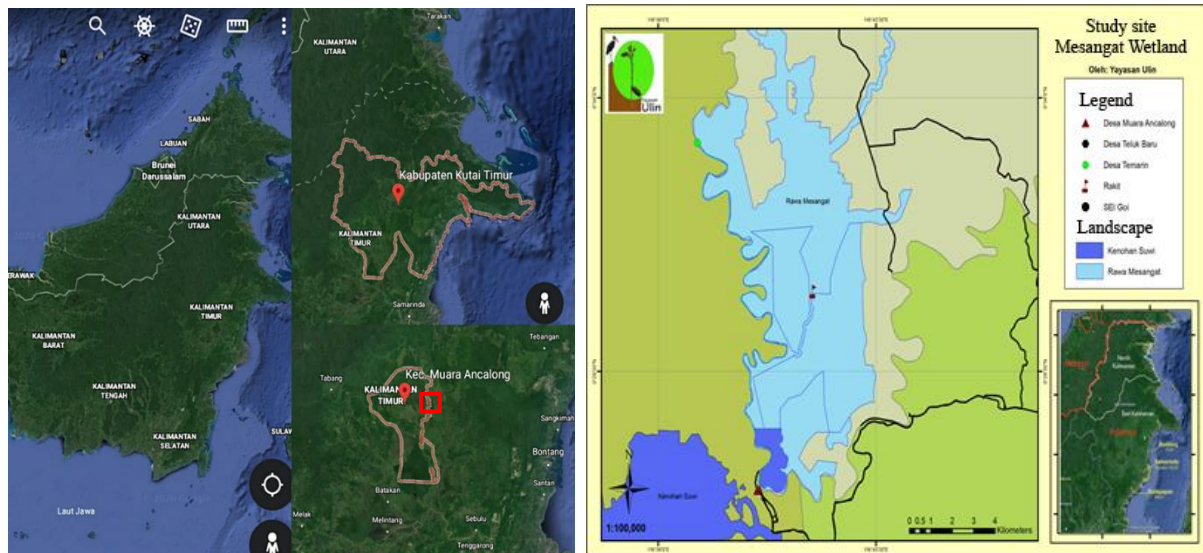 SABAH
LABUAN
Brunei
Darussalam
KALIMANTAN
UTARA
KALIMANTAN
TIMUR
KALIMANTAN
BARAT
KALIMANTAN
TENGAH
KALIMANTAN
SELATAN
Laut Jawa
Tarakan
KALIMANTAN
UTARA
Kabupaten Kutai Timur
KALIMANTAN
TIMUR
Samarinda
Tebangan
Tabang
Kec. Muara Ancalong
KALIMANTAN
TIMUR
Sangkimah
Bontang
Santan
Batakan
Melak
Melintang
Sebulu
Tenggarong
Ulin
Rawa Mesangat
Kenohan Suwi
1:100,000
0 0.5 1 2 3 4
Kilometers
Study site
Mesangat Wetland
Oleh: Yayasan Ulin
Legend
Desa Muara Ancalong
Desa Teluk Baru
Desa Temarin
Rakit
SEI Goi
Landscape
Kenohan Suwi
Rawa Mesangat